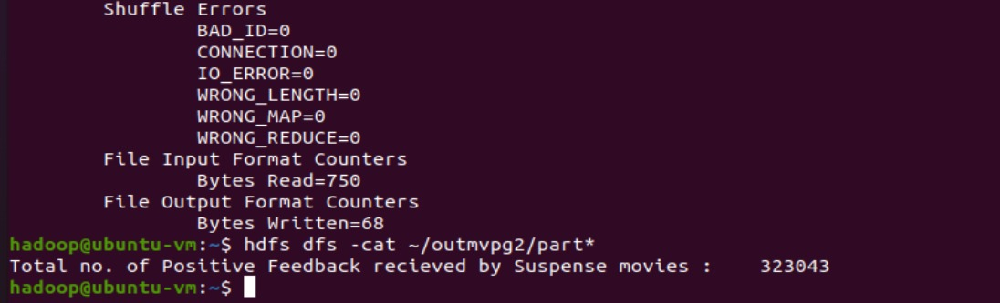 Shuffle Errors
BAD_ID=0
CONNECTION=0
IO_ERROR=0
WRONG_LENGTH=0
WRONG_MAP=0
WRONG_REDUCE=0
File Input Format Counters
Bytes Read=750
File Output Format Counters
Bytes Written=68
hadoop@ubuntu-vm:~$ hdfs dfs -cat ~/outmvpg2/part*
Total no. of Positive Feedback recieved by Suspense movies :    323043
hadoop@ubuntu-vm:~$